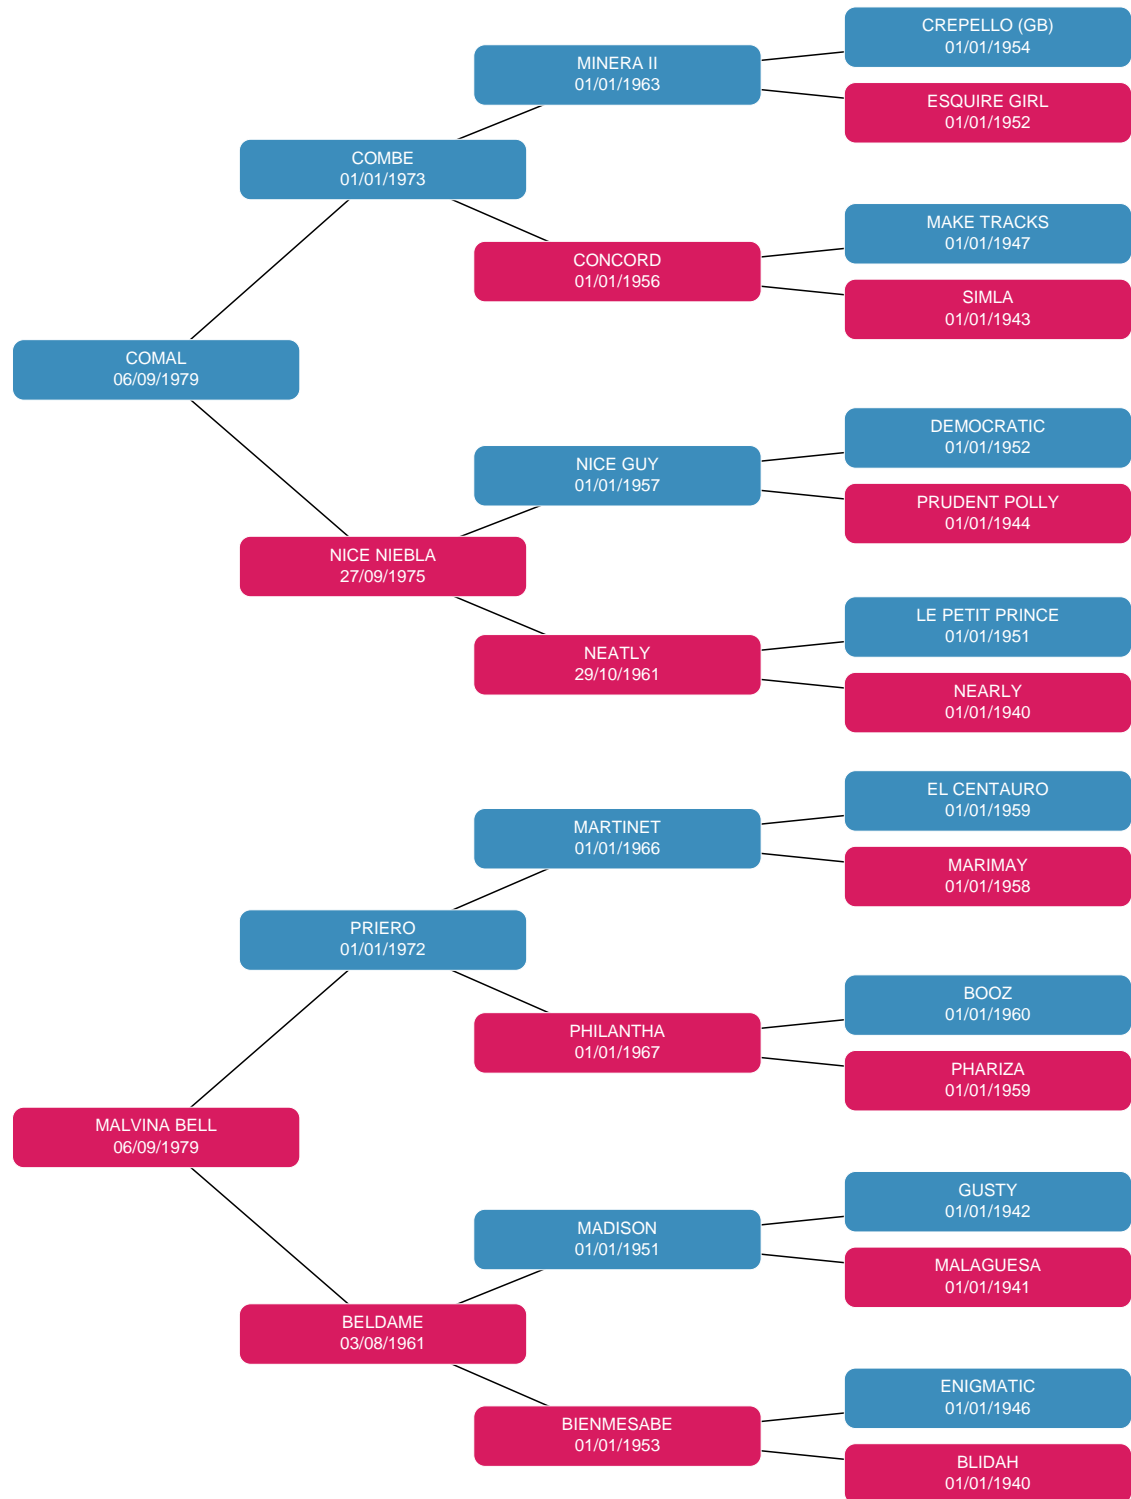 CREPELLO (GB)
01/01/1954
MINERA II
01/01/1963
ESQUIRE GIRL
01/01/1952
COMBE
01/01/1973
MAKE TRACKS
01/01/1947
CONCORD
01/01/1956
SIMLA
01/01/1943
COMAL
06/09/1979
DEMOCRATIC
01/01/1952
NICE GUY
01/01/1957
PRUDENT POLLY
01/01/1944
NICE NIEBLA
27/09/1975
LE PETIT PRINCE
01/01/1951
NEATLY
29/10/1961
NEARLY
01/01/1940
EL CENTAURO
01/01/1959
MARTINET
01/01/1966
MARIMAY
01/01/1958
PRIERO
01/01/1972
BOOZ
01/01/1960
PHILANTHA
01/01/1967
PHARIZA
01/01/1959
MALVINA BELL
06/09/1979
GUSTY
01/01/1942
MADISON
01/01/1951
MALAGUESA
01/01/1941
BELDAME
03/08/1961
ENIGMATIC
01/01/1946
BIENMESABE
01/01/1953
BLIDAH
01/01/1940